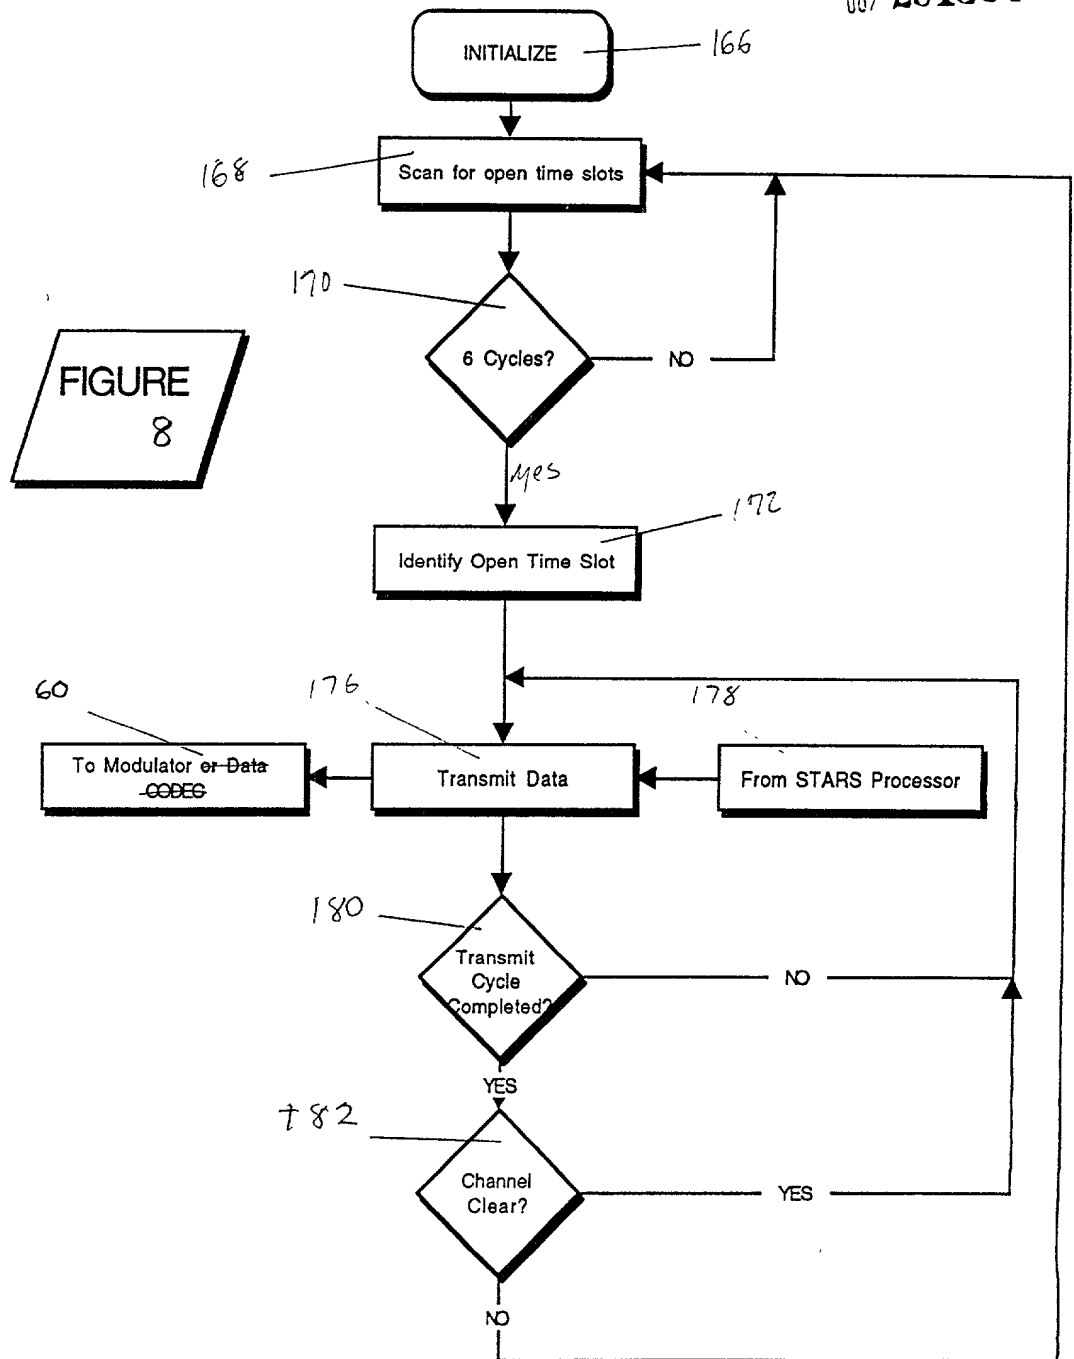 INITIALIZE
166
168
Scan for open time slots
170
6 Cycles?
NO
FIGURE
8
yes
172
Identify Open Time Slot
60
176
178
To Modulator or Data
CODEC
Transmit Data
From STARS Processor
180
Transmit
Cycle
Completed?
NO
YES
182
Channel
Clear?
YES
NO